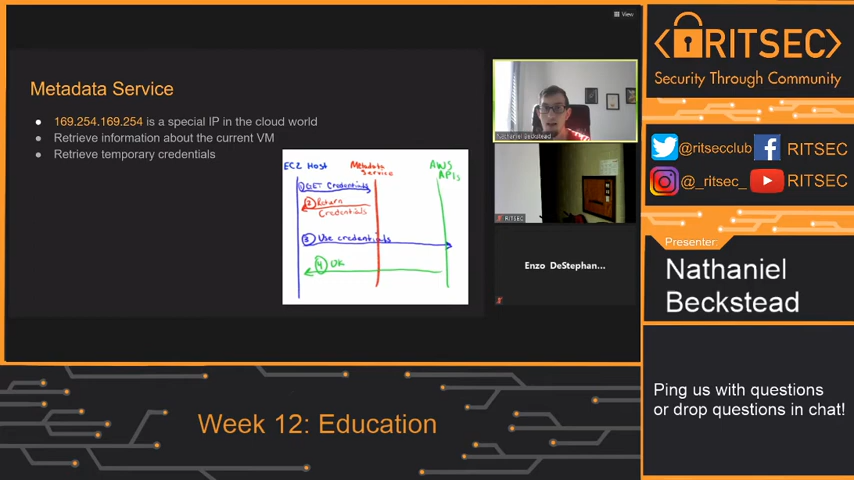 View
Metadata Service
169.254.169.254 is a special IP in the cloud world
Retrieve information about the current VM
Retrieve temporary credentials
EC2 Host
Metadata
Service
AWS
APIs
1 GET Credentials
2 Return
Credentials
3 Use credentials
4 OK
Nathaniel Beckstead
RITSEC
Enzo DeStephan...
<RITSEC>
Security Through Community
@ritsecclub
RITSEC
@_ritsec_
RITSEC
Presenter:
Nathaniel
Beckstead
Ping us with questions
or drop questions in chat!
Week 12: Education